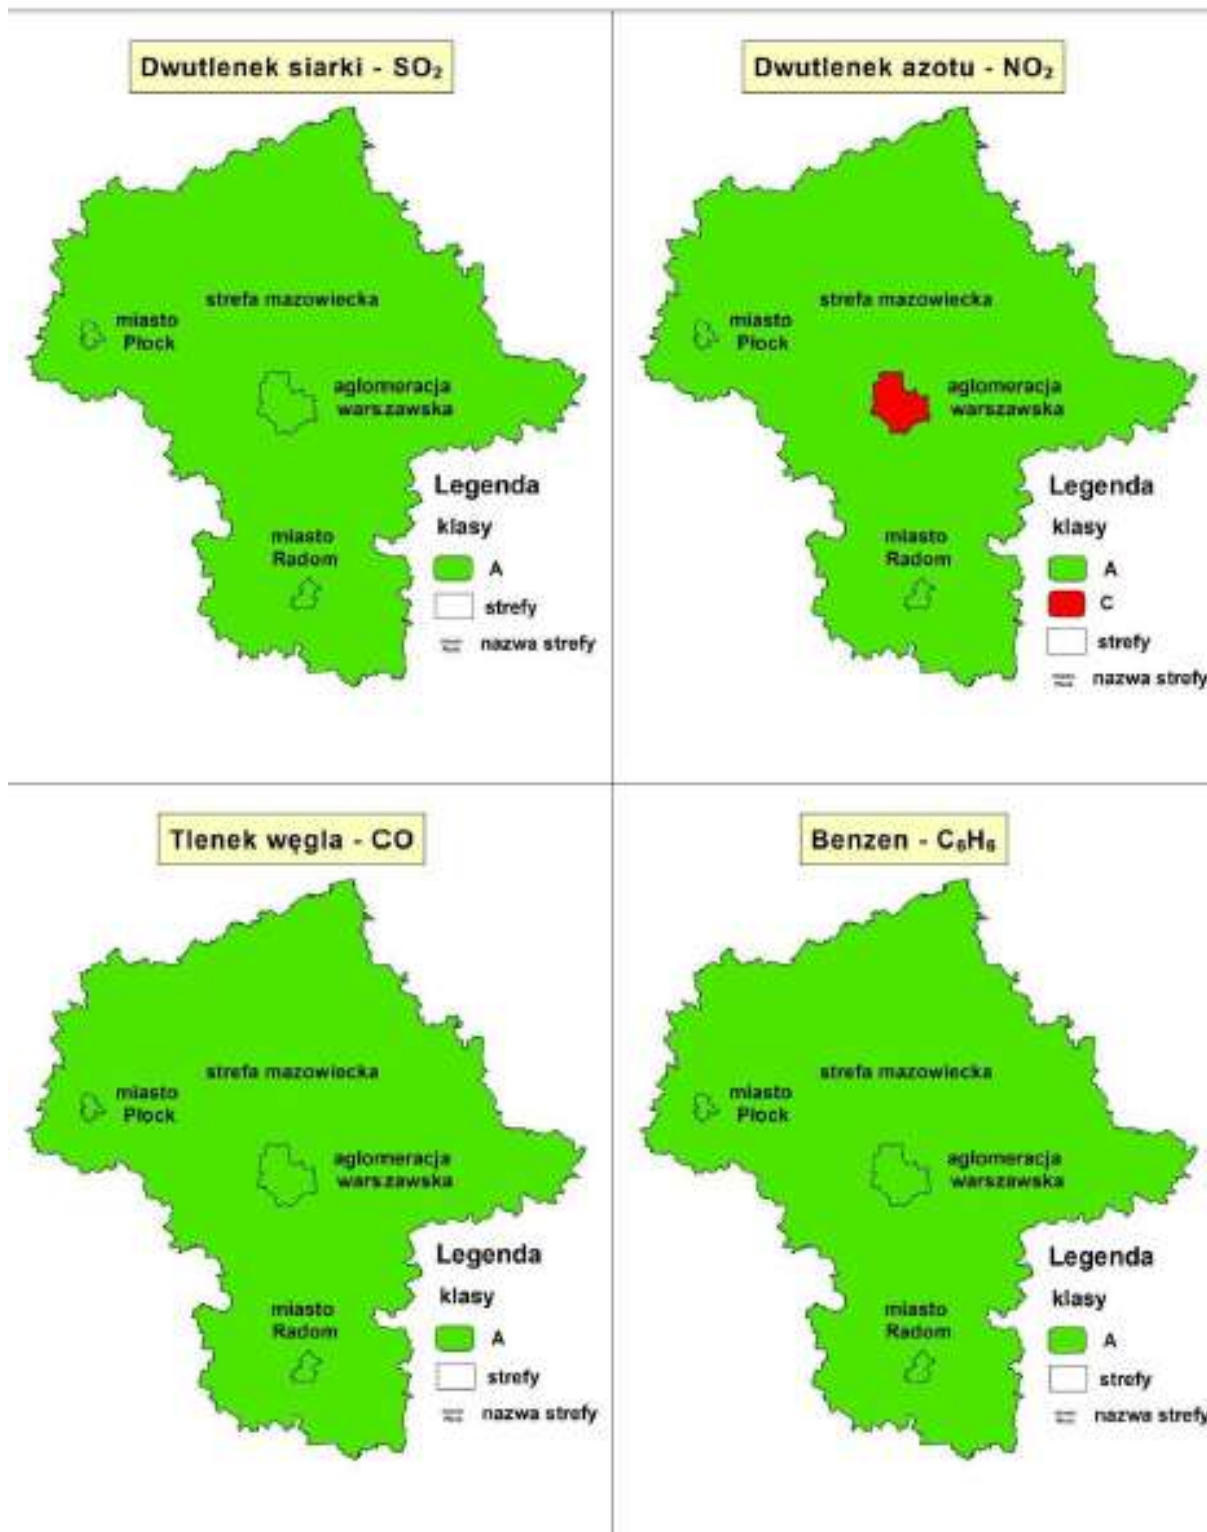 Dwutlenek siarki - SO₂
strefa mazowiecka
miasto
Płock
aglomeracja
warszawska
miasto
Radom
Legenda
klasy
A
strefy
nazwa strefy
Dwutlenek azotu - NO₂
strefa mazowiecka
miasto
Płock
aglomeracja
warszawska
miasto
Radom
Legenda
klasy
A
C
strefy
nazwa strefy
Tlenek węgla - CO
strefa mazowiecka
miasto
Płock
aglomeracja
warszawska
miasto
Radom
Legenda
klasy
A
strefy
nazwa strefy
Benzen - C₆H₆
strefa mazowiecka
miasto
Płock
aglomeracja
warszawska
miasto
Radom
Legenda
klasy
A
strefy
nazwa strefy